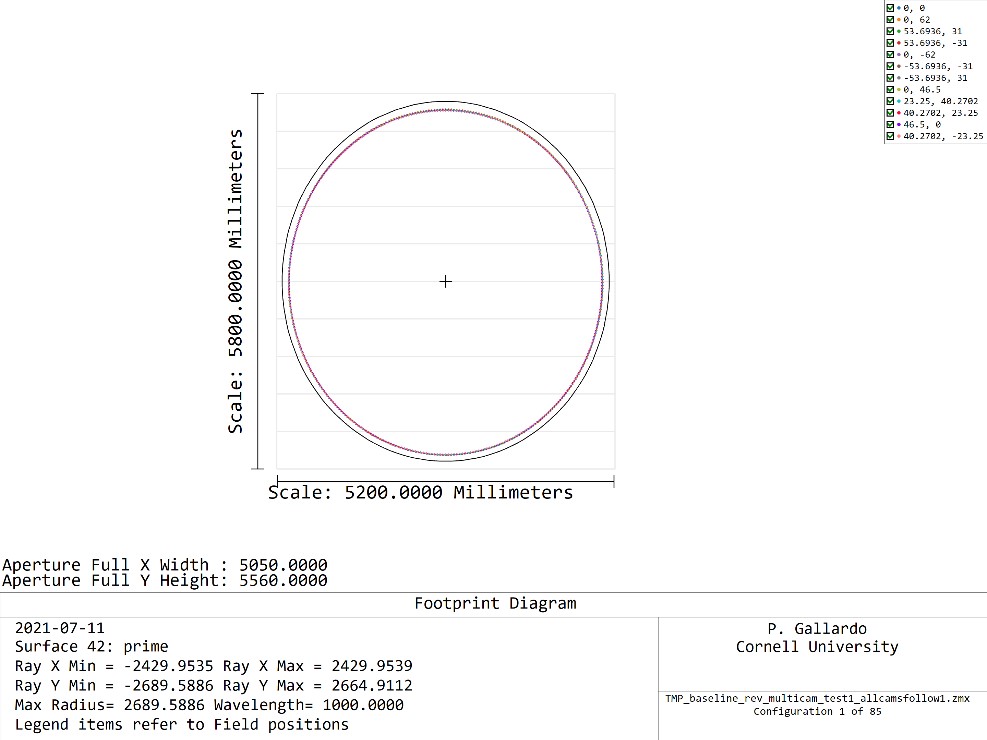 0, 0
0, 62
53.6936, 31
53.6936, -31
0, -62
-53.6936, -31
-53.6936, 31
0, 46.5
23.25, 40.2702
40.2702, 23.25
46.5, 0
40.2702, -23.25
Scale: 5800.0000 Millimeters
Scale: 5200.0000 Millimeters
Aperture Full X Width : 5050.0000
Aperture Full Y Height: 5560.0000
Footprint Diagram
2021-07-11
Surface 42: prime
Ray X Min = -2429.9535 Ray X Max = 2429.9539
Ray Y Min = -2689.5886 Ray Y Max = 2664.9112
Max Radius= 2689.5886 Wavelength= 1000.0000
Legend items refer to Field positions
P. Gallardo
Cornell University
TMP_baseline_rev_multicam_test1_allcamsfollow1.zmx
Configuration 1 of 85